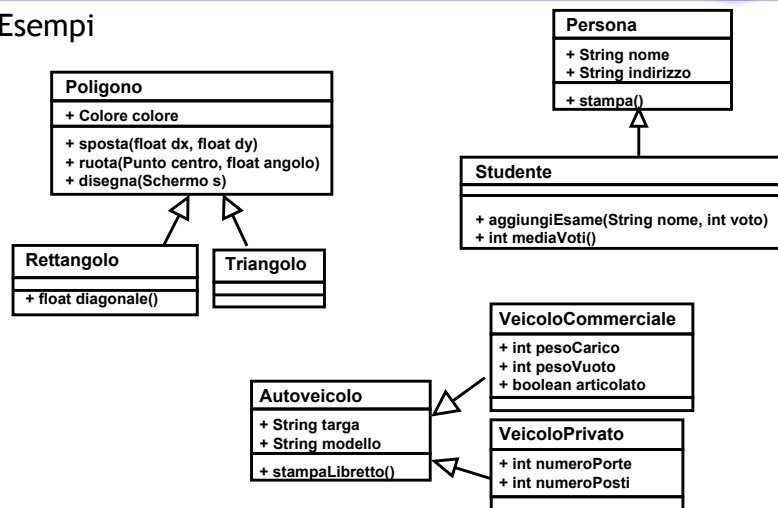 Esempi
Poligono
+ Colore colore
+ sposta(float dx, float dy)
+ ruota(Punto centro, float angolo)
+ disegna(Schermo s)
Rettangolo
+ float diagonale()
Triangolo
Persona
+ String nome
+ String indirizzo
+ stampa()
Studente
+ aggiungiEsame(String nome, int voto)
+ int mediaVoti()
Autoveicolo
+ String targa
+ String modello
+ stampaLibretto()
VeicoloCommerciale
+ int pesoCarico
+ int pesoVuoto
+ boolean articolato
VeicoloPrivato
+ int numeroPorte
+ int numeroPosti